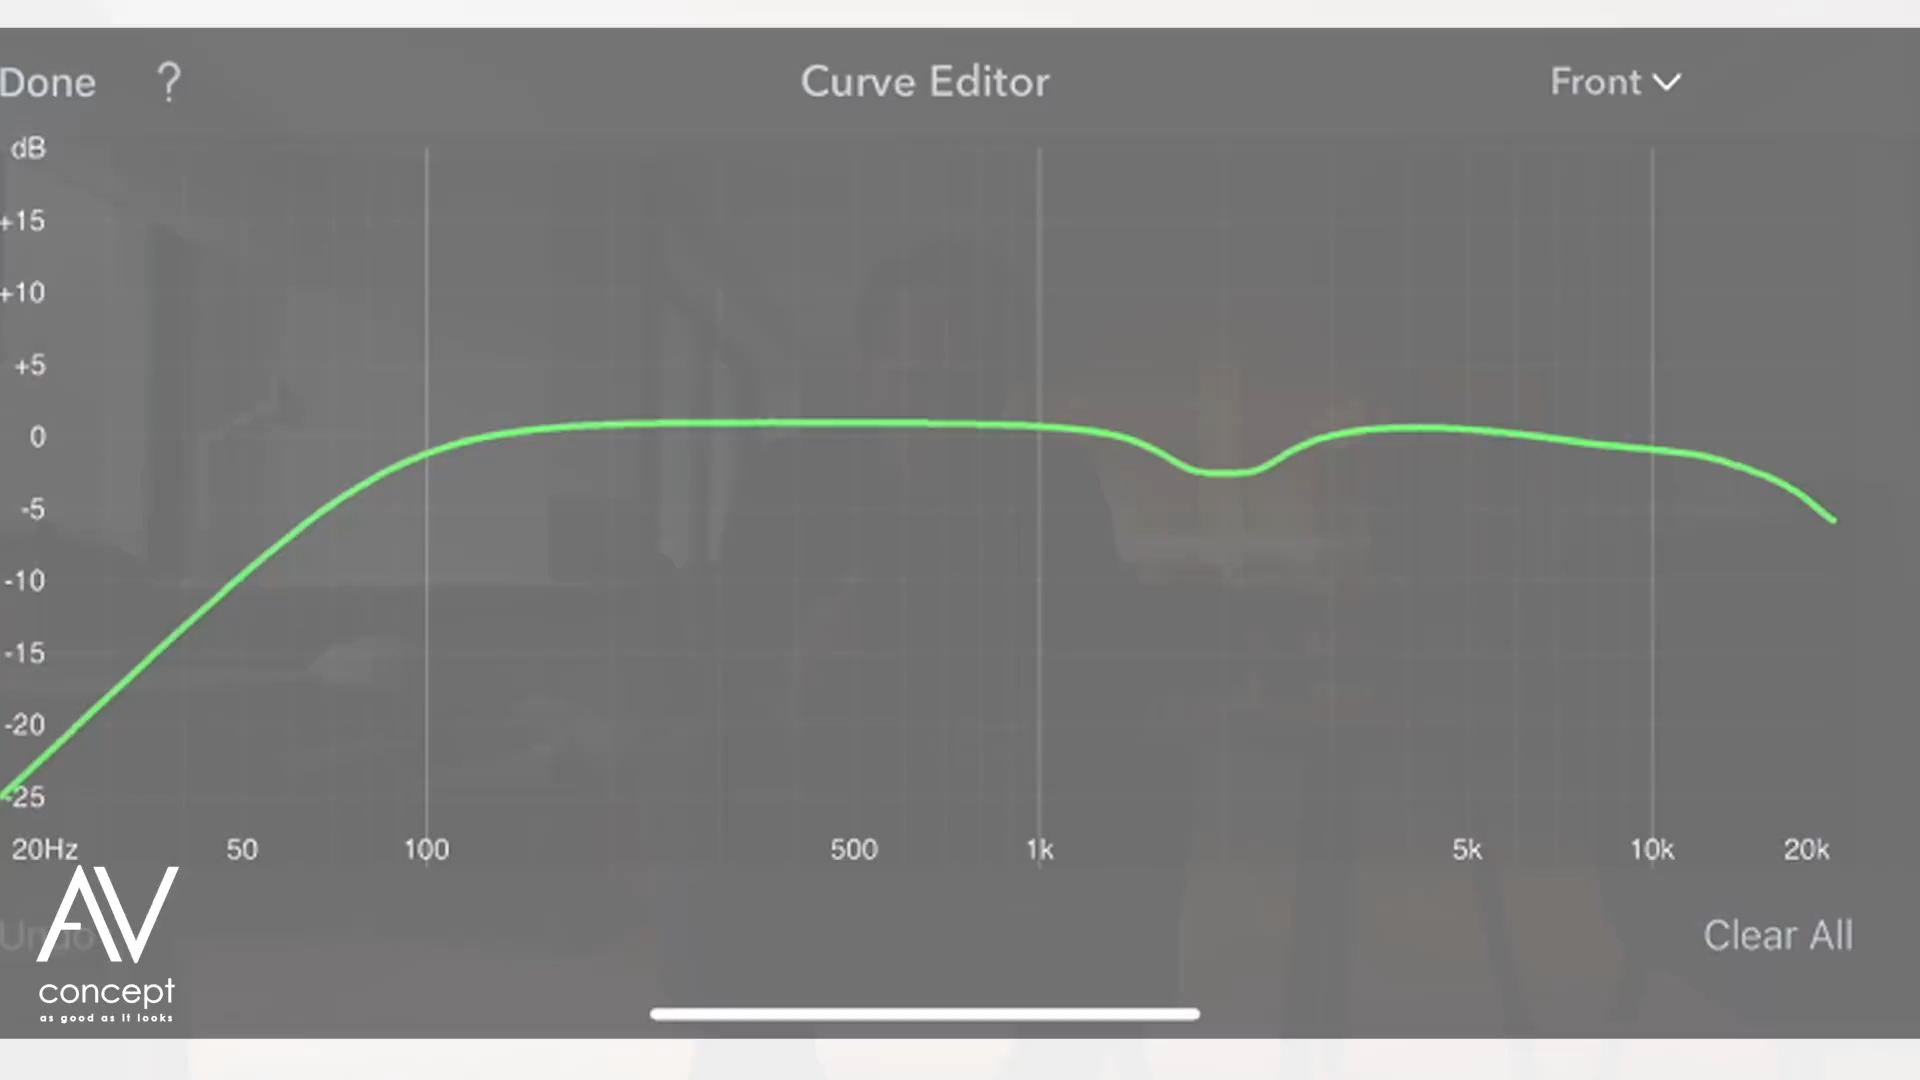 Done ? Curve Editor Front
dB
+15
+10
+5
0
-5
-10
-15
-20
-25
20Hz 50 100 500 1k 5k 10k 20k
Undo Clear All
AV
concept
as good as it looks